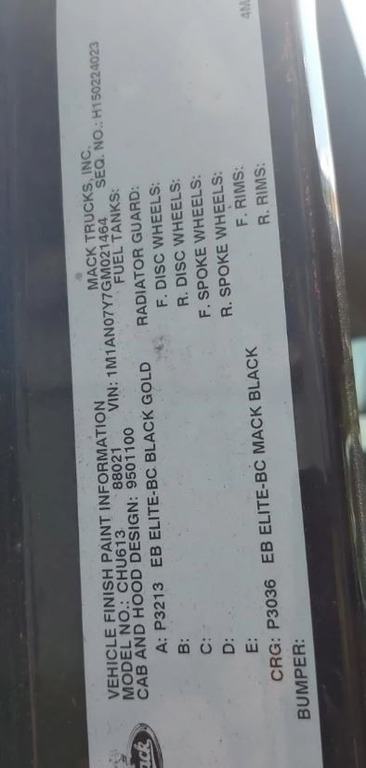 Mack
VEHICLE FINISH PAINT INFORMATION MACK TRUCKS, INC.
MODEL NO.: CHU613 88021 VIN: 1M1AN07Y7GM021464 SEQ. NO.: H150224023
CAB AND HOOD DESIGN: 9501100 FUEL TANKS:
A: P3213 EB ELITE-BC BLACK GOLD RADIATOR GUARD:
B: F. DISC WHEELS:
C: R. DISC WHEELS:
D: F. SPOKE WHEELS:
E: R. SPOKE WHEELS:
CRG: P3036 EB ELITE-BC MACK BLACK F. RIMS:
BUMPER: R. RIMS: